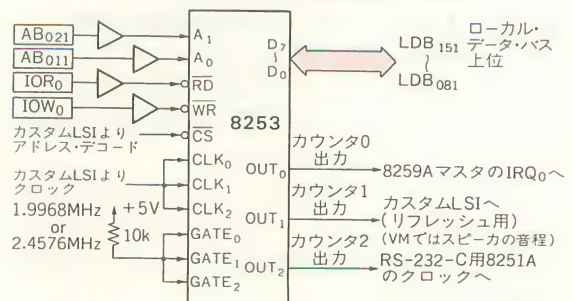 AB021
AB011
IOR0
IOW0
カスタムLSIより
アドレス・デコード
カスタムLSIより
クロック
1.9968MHz
or
2.4576MHz
+5V
10k
A1
A0
RD
WR
CS
CLK0
CLK1
CLK2
GATE0
GATE1
GATE2
8253
D7
〜
D0
OUT0
OUT1
OUT2
LDB151
〜
LDB081
ローカル・
データ・バス
上位
カウンタ0
出力
8259AマスタのIRQ0へ
カウンタ1
出力
カスタムLSIへ
(リフレッシュ用)
(VMではスピーカの音程)
カウンタ2
出力
RS-232-C用8251A
のクロックへ